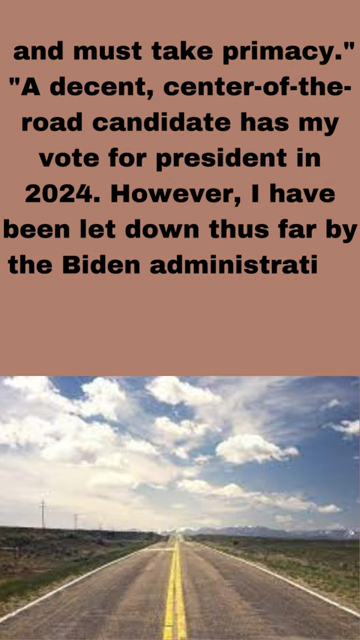 and must take primacy."
"A decent, center-of-the-
road candidate has my
vote for president in
2024. However, I have
been let down thus far by
the Biden administrati